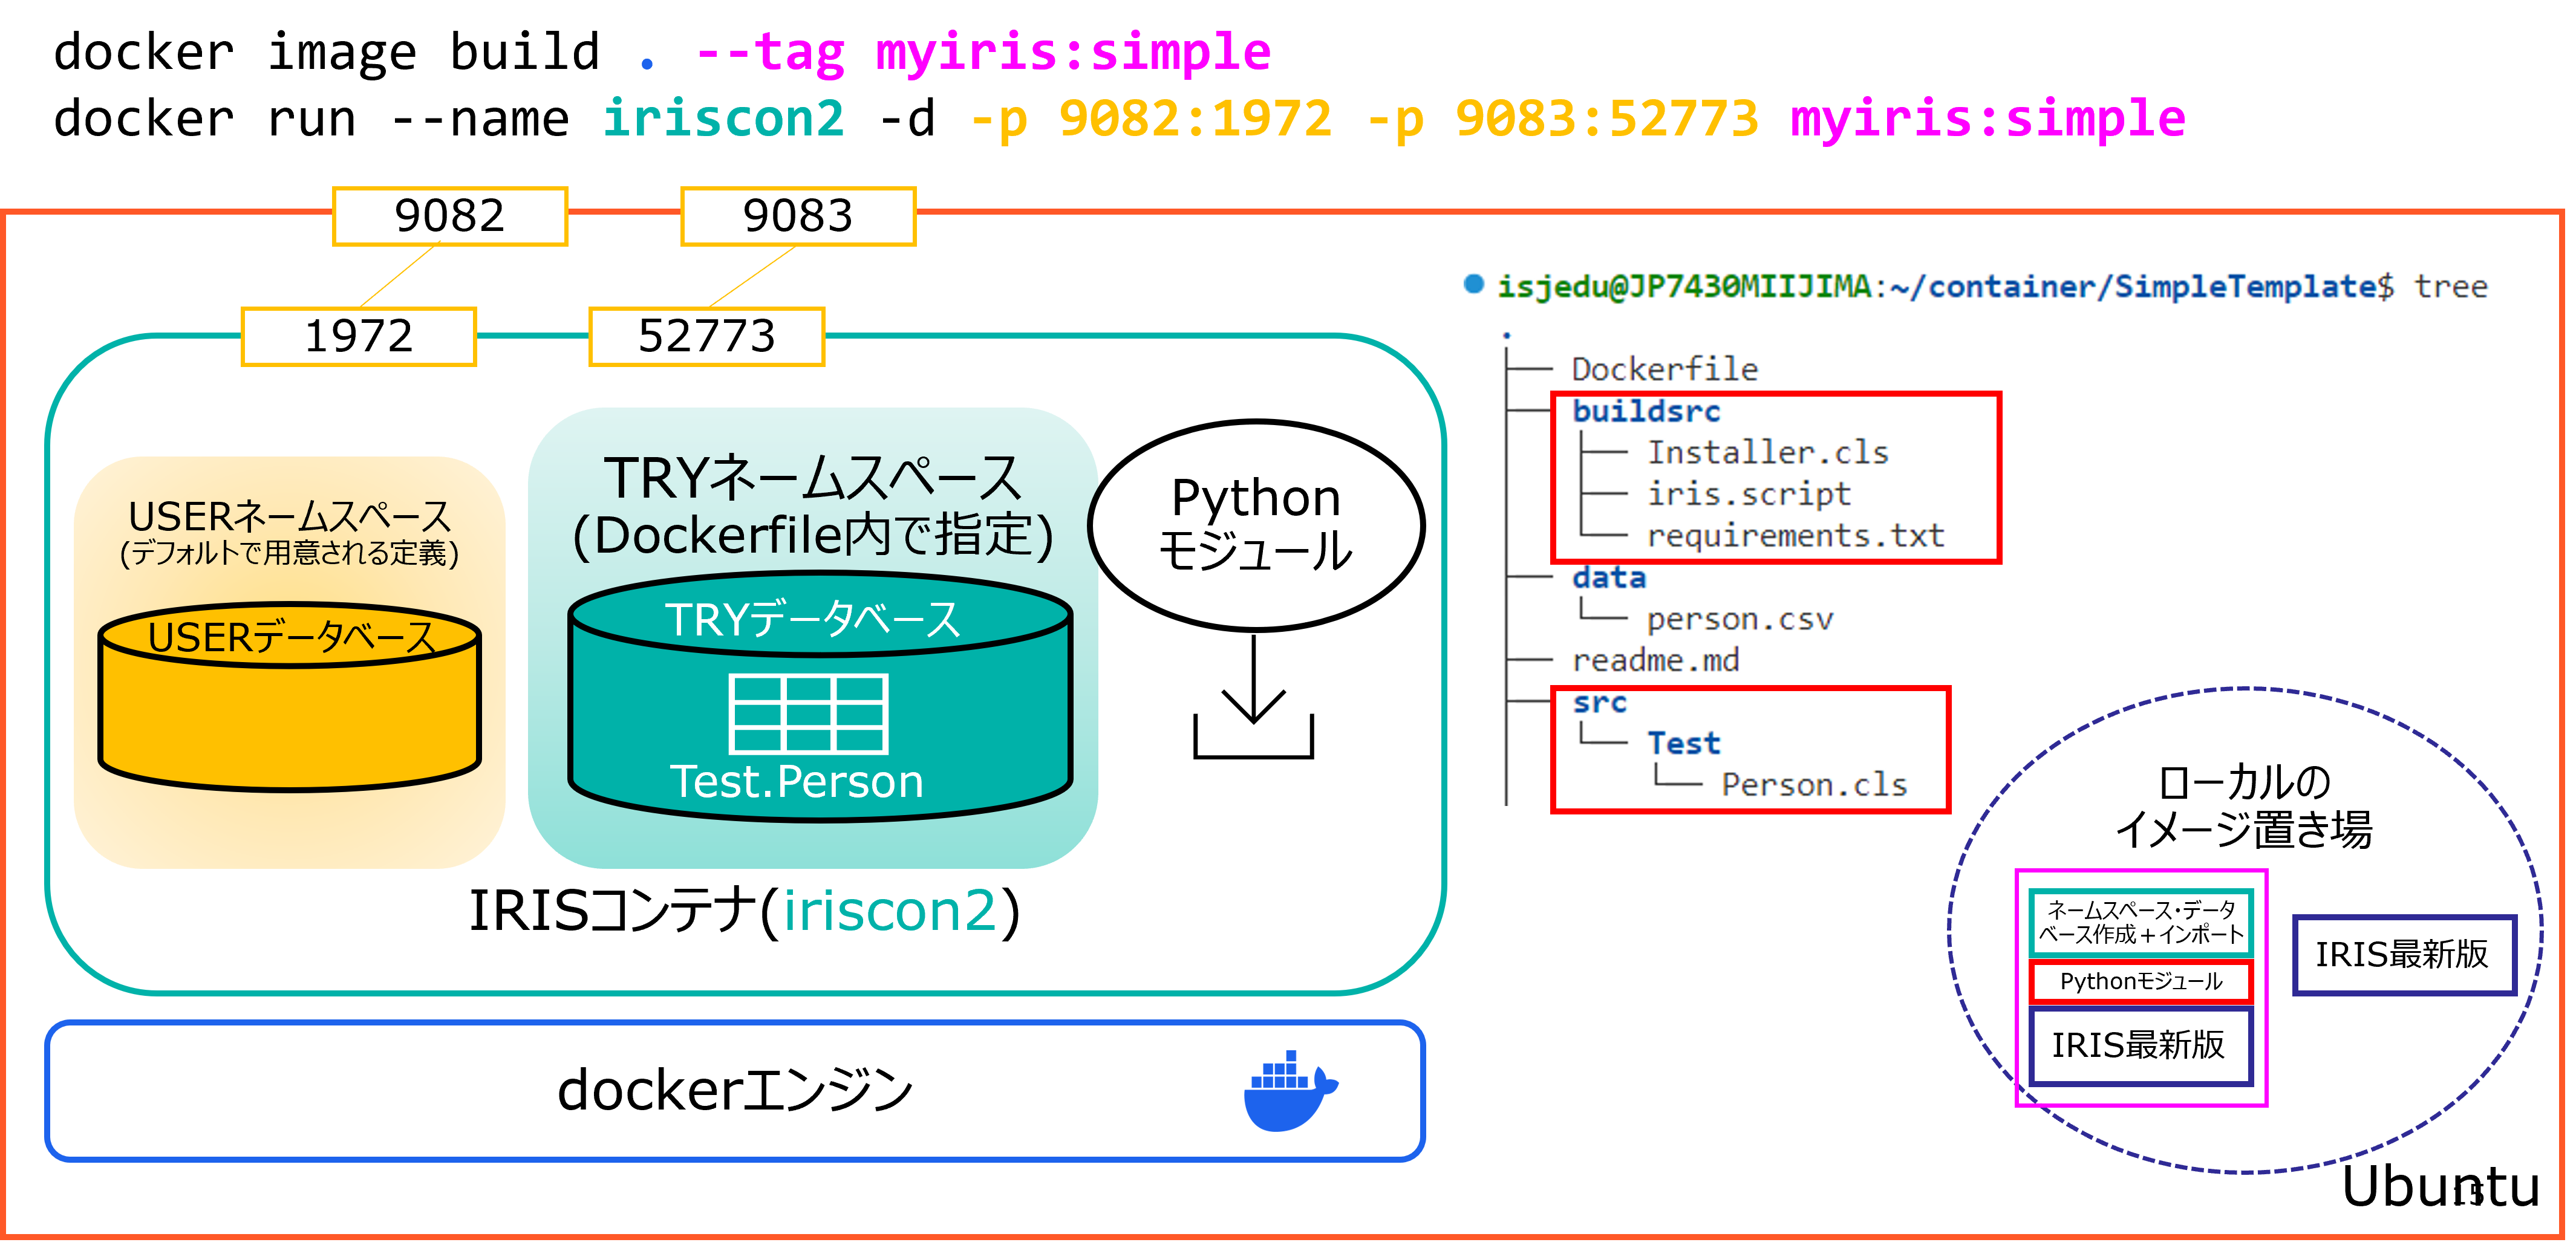 docker image build . --tag myiris:simple
docker run --name iriscon2 -d -p 9082:1972 -p 9083:52773 myiris:simple
9082
9083
1972
52773
USERネームスペース
(デフォルトで用意される定義)
USERデータベース
TRYネームスペース
(Dockerfile内で指定)
TRYデータベース
Test.Person
Python
モジュール
IRISコンテナ(iriscon2)
dockerエンジン
isjedu@JP7430MIIJIMA:~/container/SimpleTemplate$ tree
.
├── Dockerfile
├── buildsrc
│   ├── Installer.cls
│   ├── iris.script
│   └── requirements.txt
├── data
│   └── person.csv
├── readme.md
├── src
│   └── Test
│       └── Person.cls
ローカルの
イメージ置き場
ネームスペース・データ
ベース作成+インポート
Pythonモジュール
IRIS最新版
IRIS最新版
Ubuntu
15